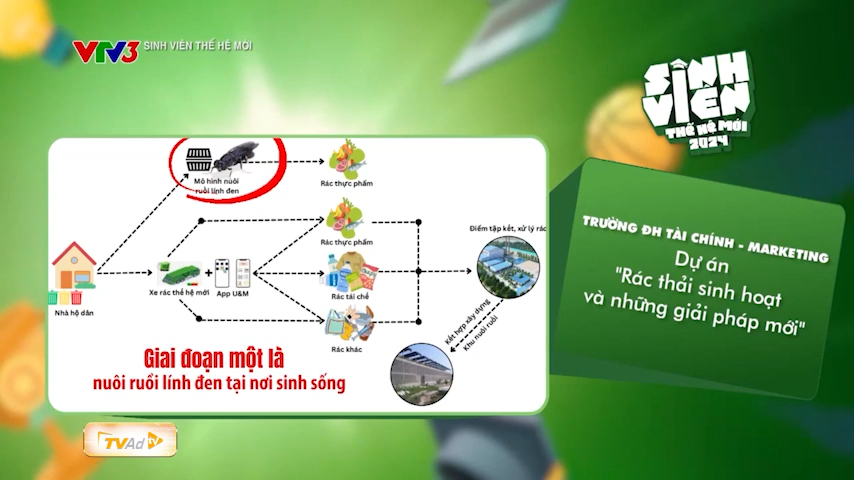 VTV3
SINH VIÊN THẾ HỆ MỚI
SINH
VIÊN
THẾ HỆ MỚI
2024
Mô hình nuôi
ruồi lính đen
Rác thực phẩm
Rác thực phẩm
Điểm tập kết, xử lý rác
Nhà hộ dân
Xe rác thế hệ mới
+
App U&M
Rác tái chế
Rác khác
Kết hợp xây dựng
Khu nuôi ruồi
Giai đoạn một là
nuôi ruồi lính đen tại nơi sinh sống
TRƯỜNG ĐH TÀI CHÍNH - MARKETING
Dự án
"Rác thải sinh hoạt
và những giải pháp mới"
TVAd tv